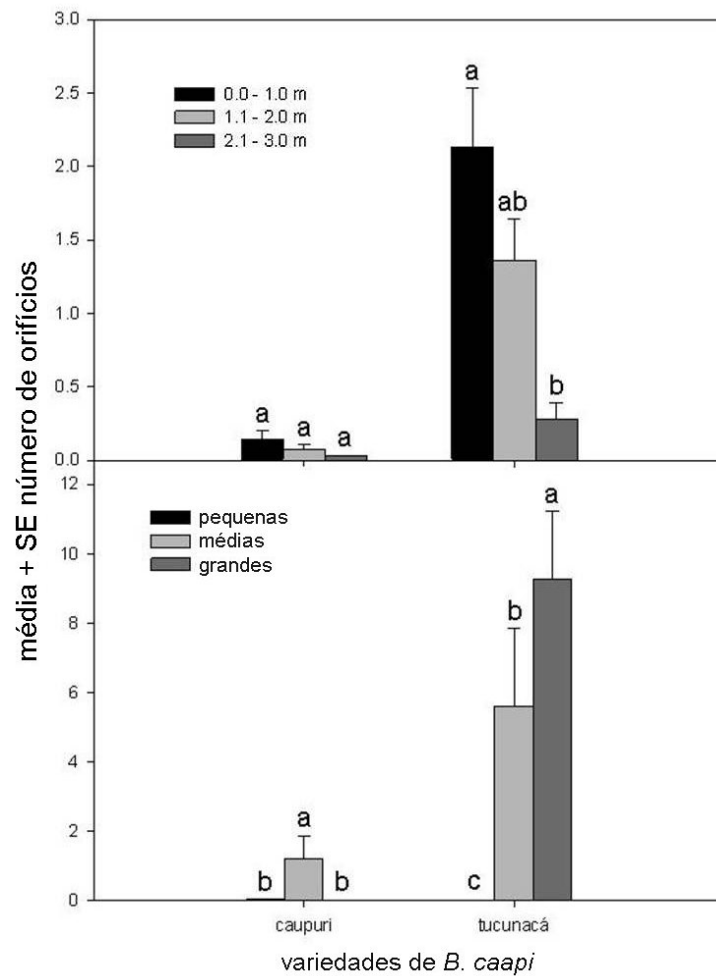 média + SE número de orifícios
3.0
2.5
2.0
1.5
1.0
0.5
0.0
0.0 - 1.0 m
1.1 - 2.0 m
2.1 - 3.0 m
a
a
a
a
ab
b
12
10
8
6
4
2
0
pequenas
médias
grandes
b
a
b
c
b
a
caupuri
tucunacá
variedades de B. caapi